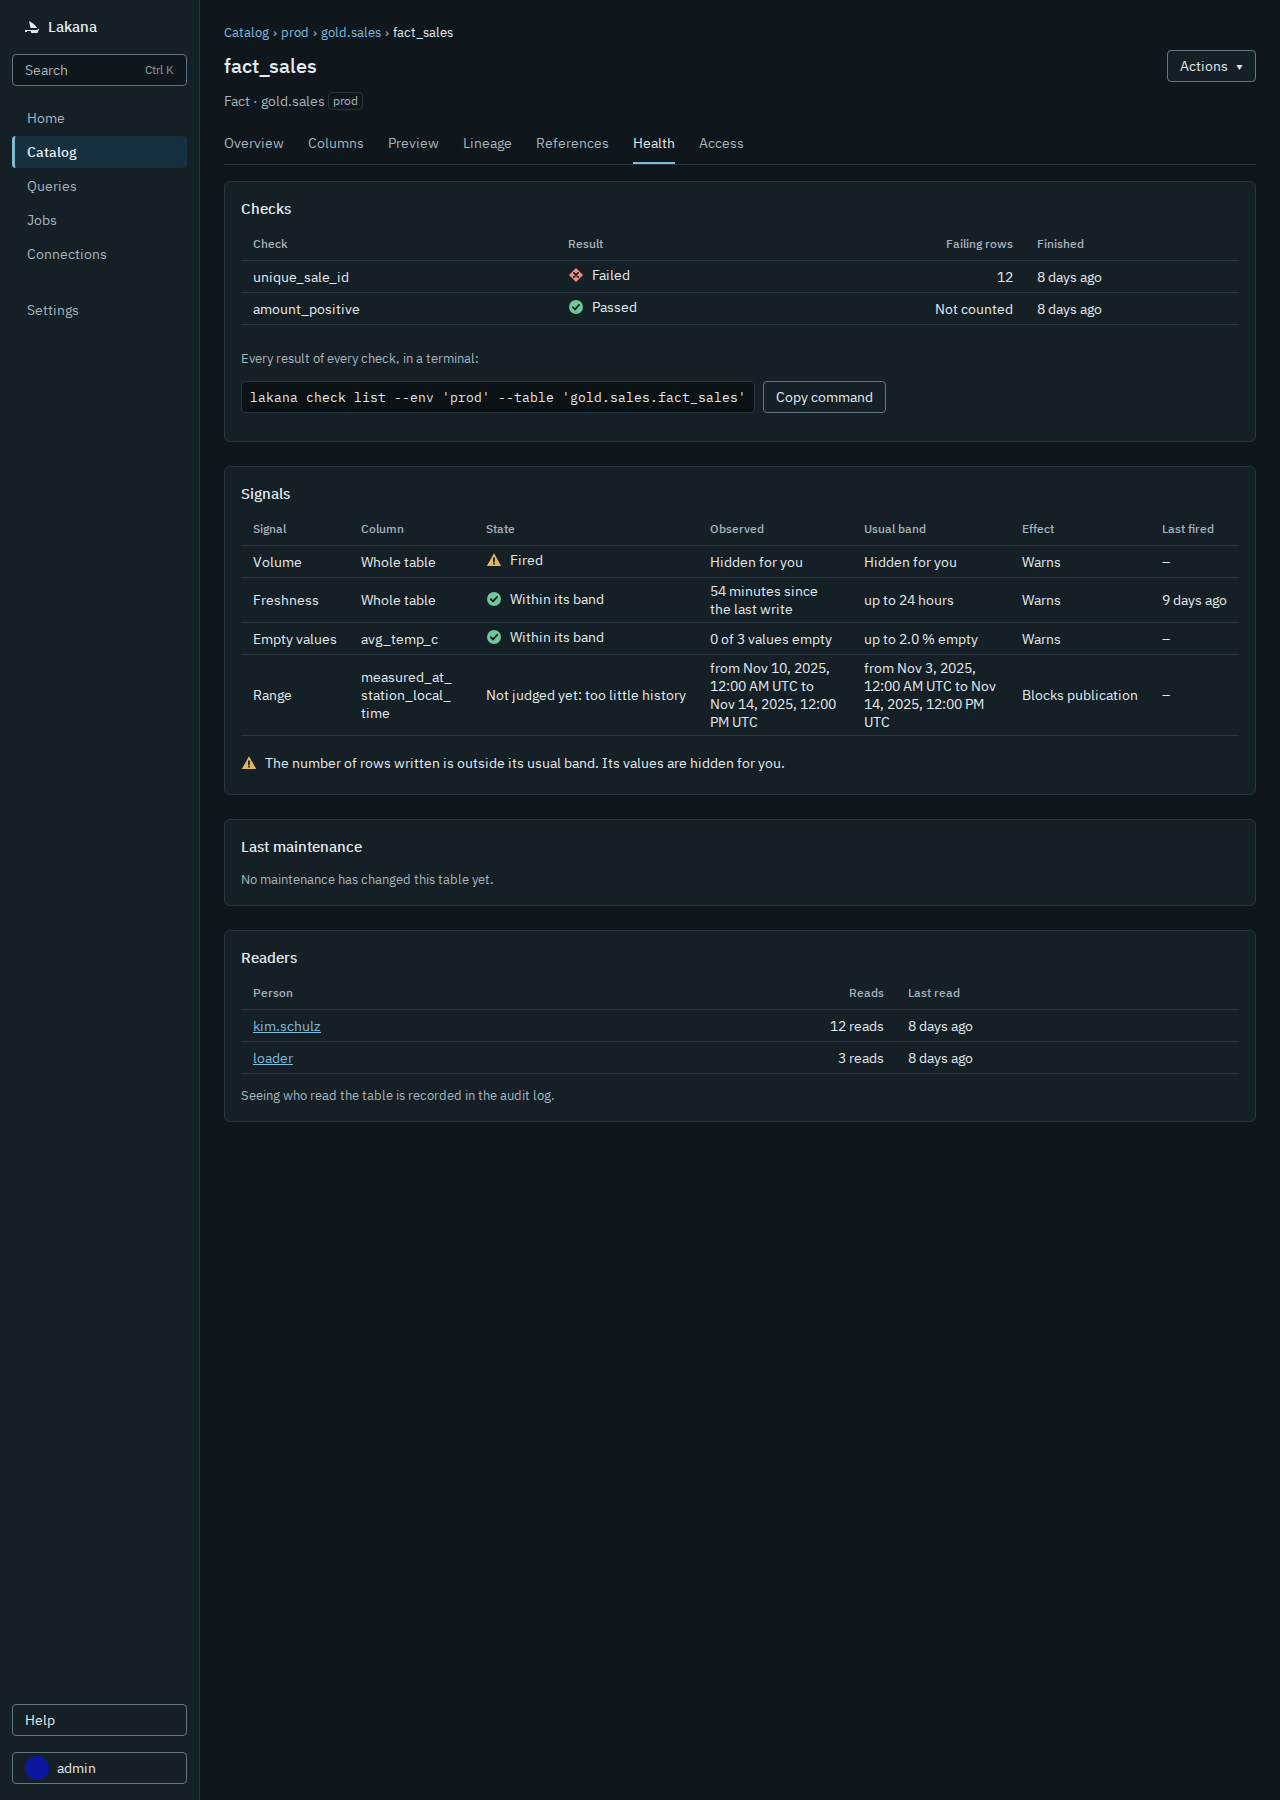 Lakana
Search Ctrl K
Home
Catalog
Queries
Jobs
Connections
Settings
Help
admin
Catalog › prod › gold.sales › fact_sales
fact_sales
Actions ▾
Fact · gold.sales prod
Overview Columns Preview Lineage References Health Access
Checks
Check Result Failing rows Finished
unique_sale_id Failed 12 8 days ago
amount_positive Passed Not counted 8 days ago
Every result of every check, in a terminal:
lakana check list --env 'prod' --table 'gold.sales.fact_sales' Copy command
Signals
Signal Column State Observed Usual band Effect Last fired
Volume Whole table Fired Hidden for you Hidden for you Warns –
Freshness Whole table Within its band 54 minutes since
the last write up to 24 hours Warns 9 days ago
Empty values avg_temp_c Within its band 0 of 3 values empty up to 2.0 % empty Warns –
Range measured_at_
station_local_
time Not judged yet: too little history from Nov 10, 2025,
12:00 AM UTC to
Nov 14, 2025, 12:00
PM UTC from Nov 3, 2025,
12:00 AM UTC to Nov
14, 2025, 12:00 PM
UTC Blocks publication –
The number of rows written is outside its usual band. Its values are hidden for you.
Last maintenance
No maintenance has changed this table yet.
Readers
Person Reads Last read
kim.schulz 12 reads 8 days ago
loader 3 reads 8 days ago
Seeing who read the table is recorded in the audit log.